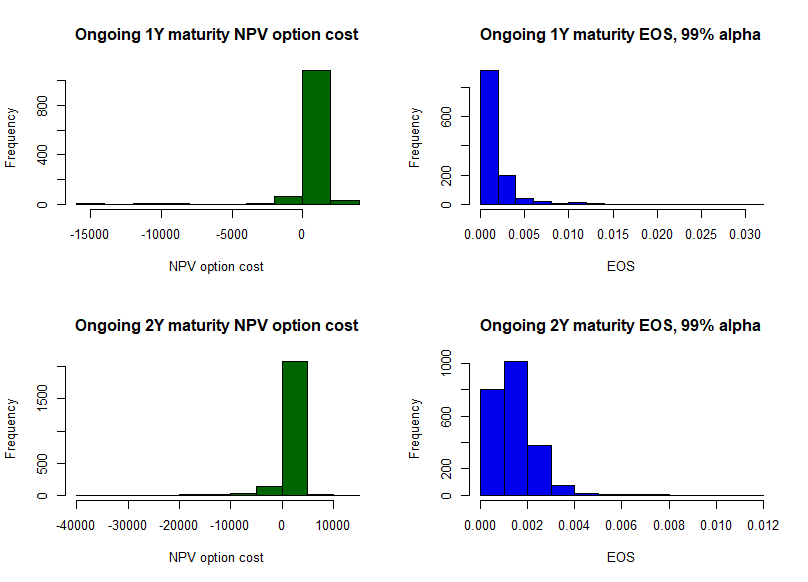 Ongoing 1Y maturity NPV option cost
Frequency
0 400 800
-15000 -10000 -5000 0
NPV option cost
Ongoing 1Y maturity EOS, 99% alpha
Frequency
0 200 600
0.000 0.005 0.010 0.015 0.020 0.025 0.030
EOS
Ongoing 2Y maturity NPV option cost
Frequency
0 500 1500
-40000 -30000 -20000 -10000 0 10000
NPV option cost
Ongoing 2Y maturity EOS, 99% alpha
Frequency
0 200 600 1000
0.000 0.002 0.004 0.006 0.008 0.010 0.012
EOS